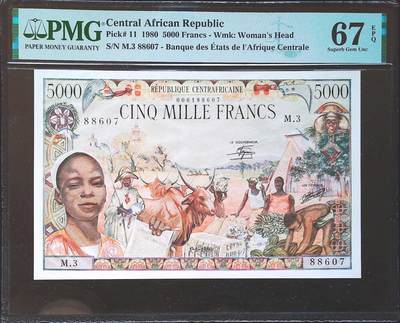 PMG
PAPER MONEY GUARANTY
Central African Republic
Pick# 11 1980 5000 Francs - Wmk: Woman's Head
S/N M.3 88607 - Banque des États de l'Afrique Centrale
67 EPQ
Superb Gem Unc
5000 RÉPUBLIQUE CENTRAFRICAINE 5000
CINQ MILLE FRANCS
88607
M.3
LE GOUVERNEUR
M.3
88607